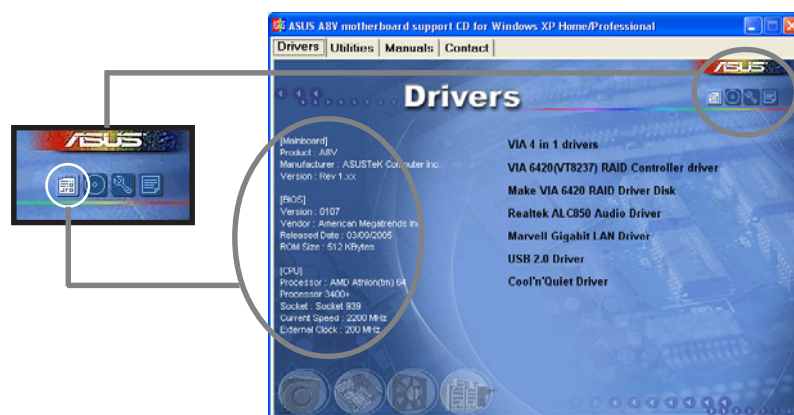 ASUS A8V motherboard support CD for Windows XP Home/Professional
Drivers Utilities Manuals Contact
ASUS
Drivers
ASUS
[Mainboard]
Product : A8V
Manufacturer : ASUSTeK Computer Inc.
Version : Rev 1.xx
[BIOS]
Version : 0107
Vendor : American Megatrends Inc.
Released Date : 03/09/2005
ROM Size : 512 KBytes
[CPU]
Processor : AMD Athlon(tm) 64
Processor 3400+
Socket : Socket 939
Current Speed : 2200 MHz
External Clock : 200 MHz
VIA 4 in 1 drivers
VIA 6420(VT8237) RAID Controller driver
Make VIA 6420 RAID Driver Disk
Realtek ALC850 Audio Driver
Marvell Gigabit LAN Driver
USB 2.0 Driver
Cool'n'Quiet Driver